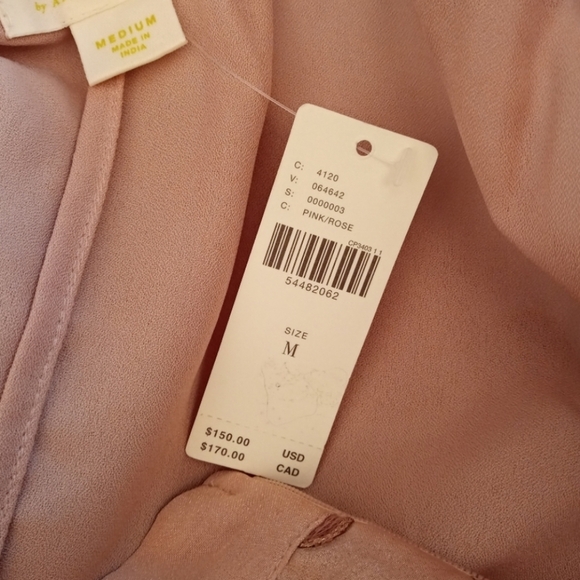 by
MEDIUM
MADE IN
INDIA
C: 4120
V: 064642
S: 0000003
C: PINK/ROSE
CP3403 1 1
54482062
SIZE
M
$150.00 USD
$170.00 CAD